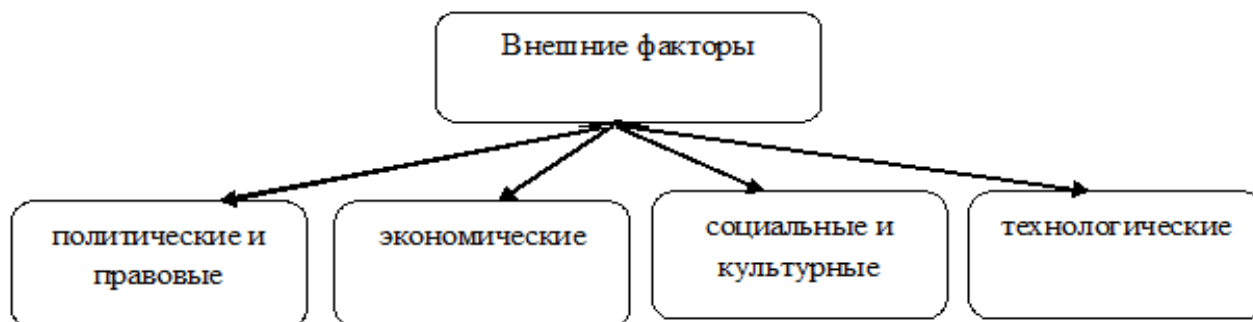 Внешние факторы
политические и
правовые
экономические
социальные и
культурные
технологические